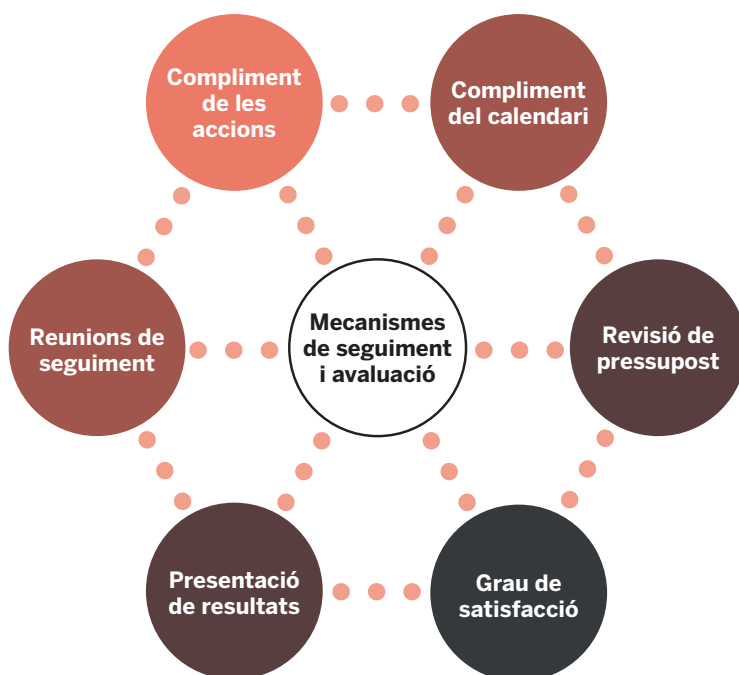 Compliment
de les
accions
Compliment
del calendari
Reunions de
seguiment
Mecanismes
de seguiment
i avaluació
Revisió de
pressupost
Presentació
de resultats
Grau de
satisfacció